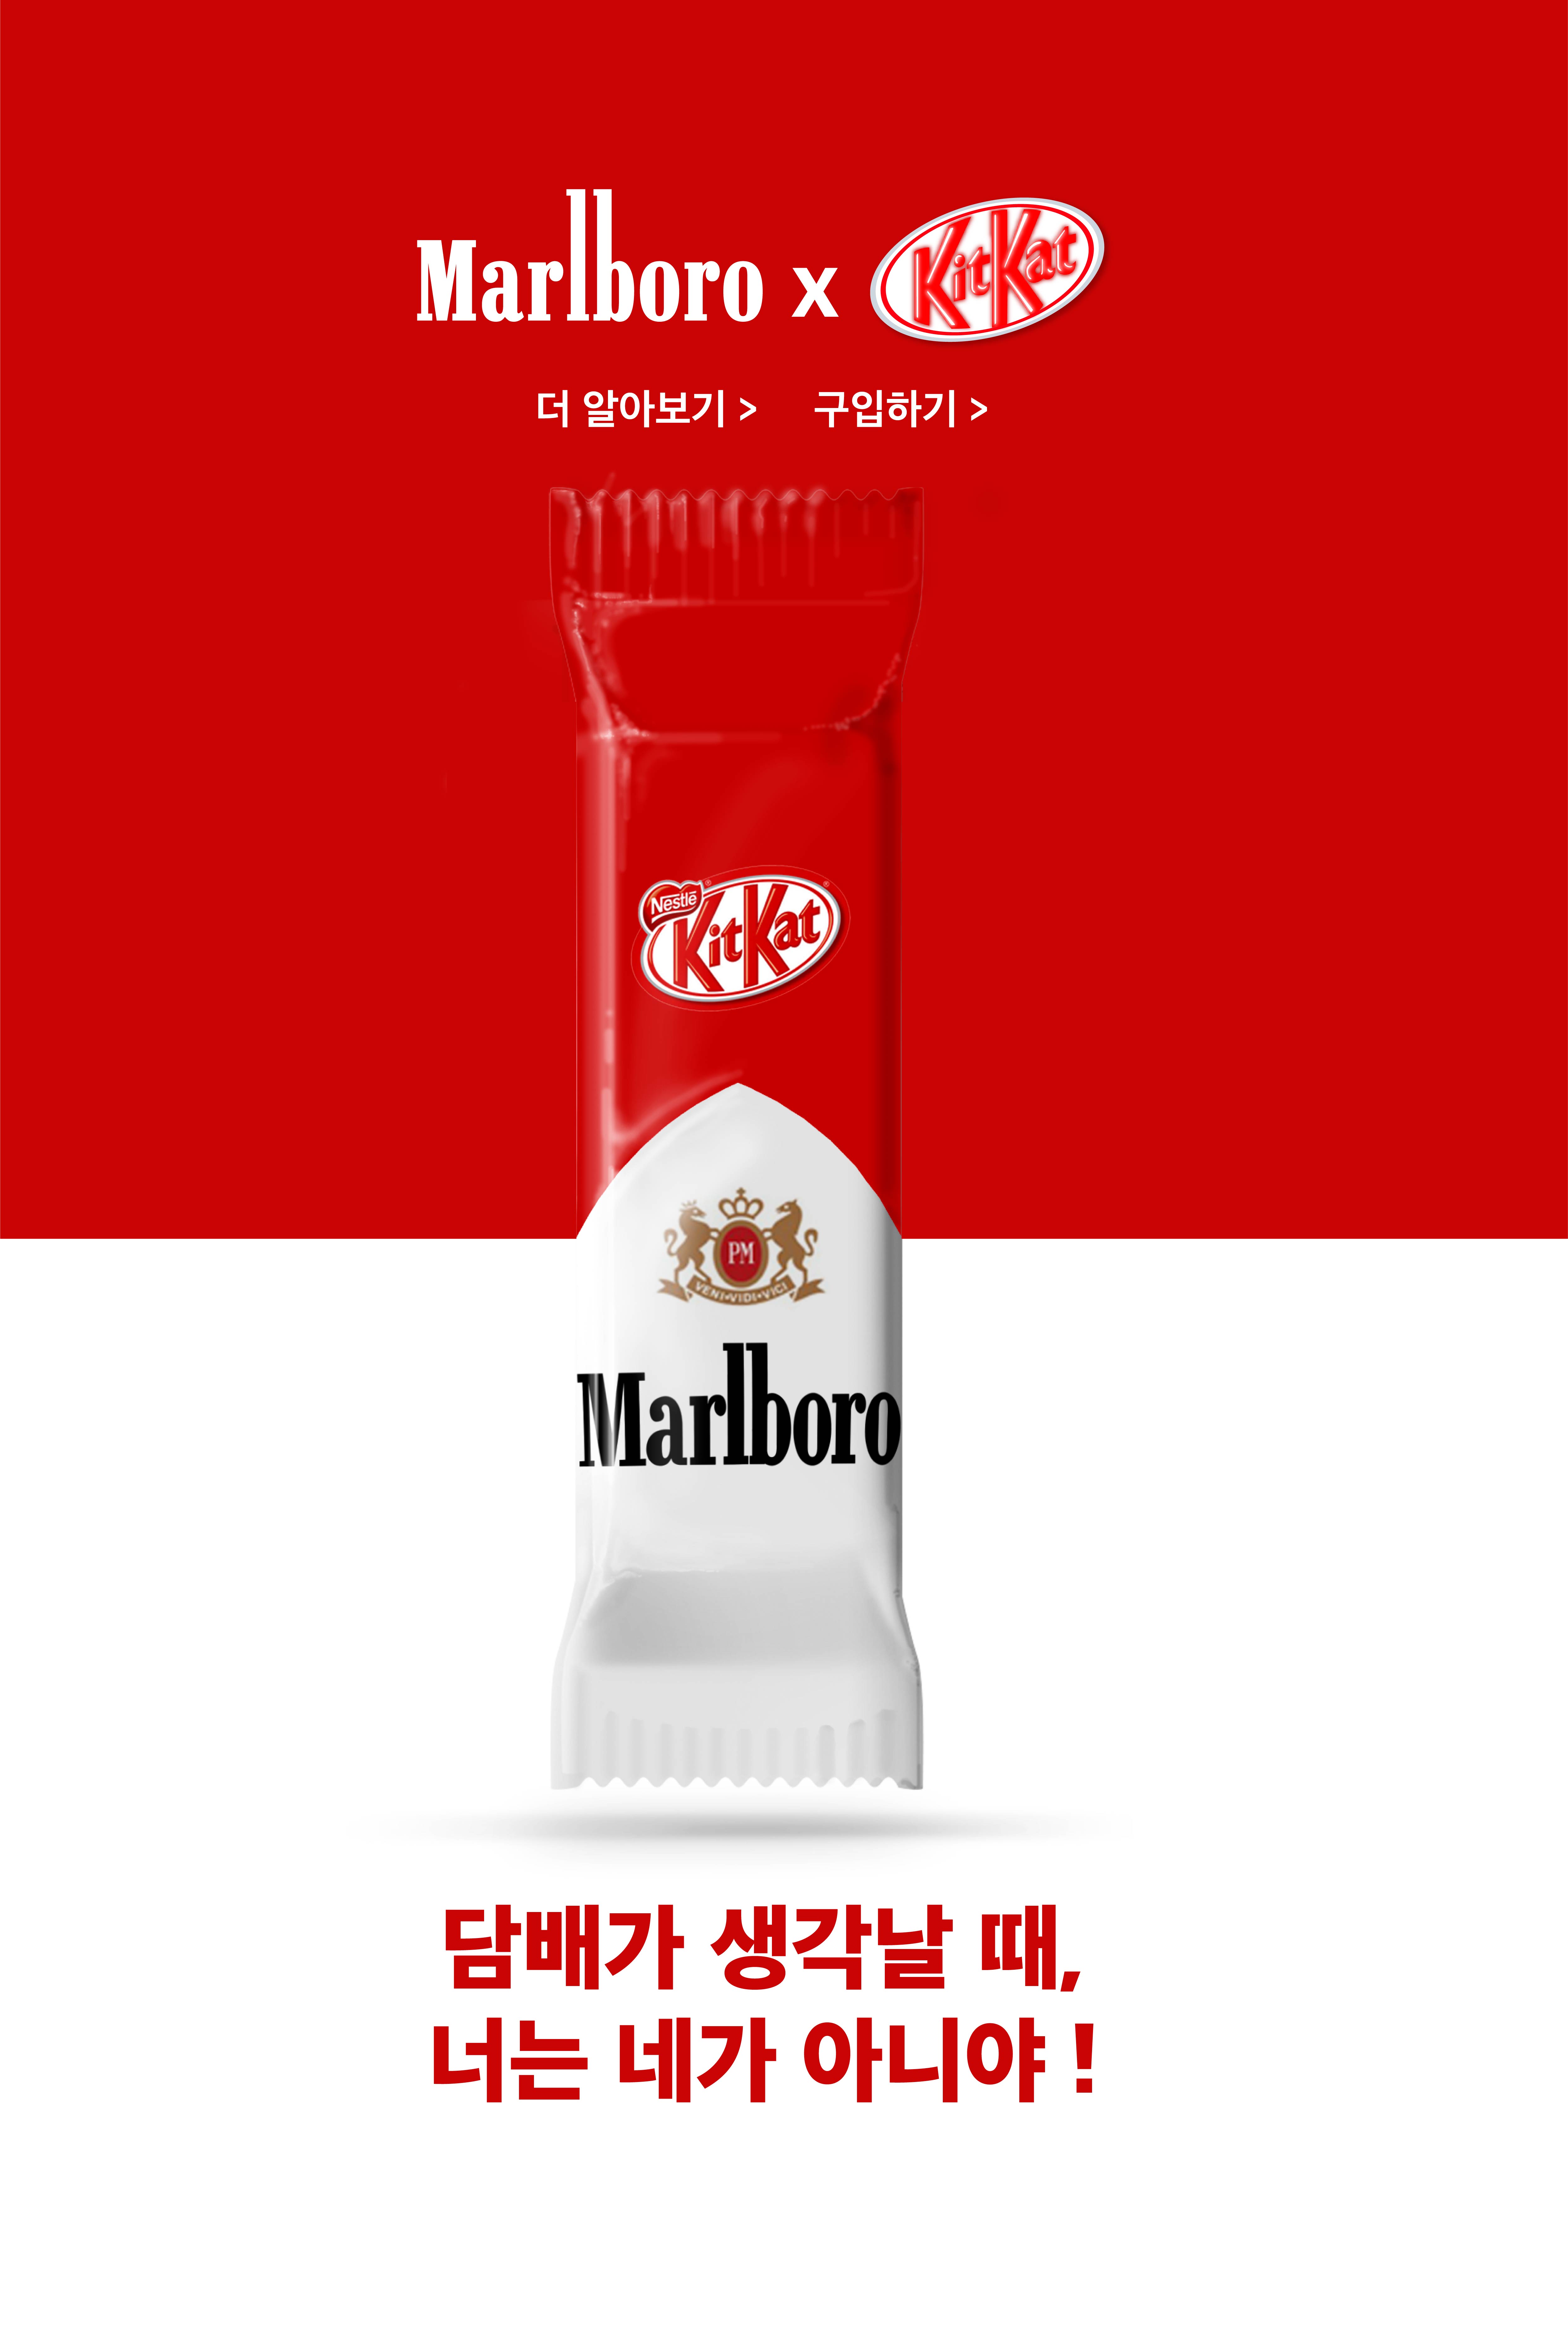 Marlboro x KitKat
더 알아보기 > 구입하기 >
Nestlé
KitKat
PM
VENI•VIDI•VICI
Marlboro
담배가 생각날 때,
너는 네가 아니야 !